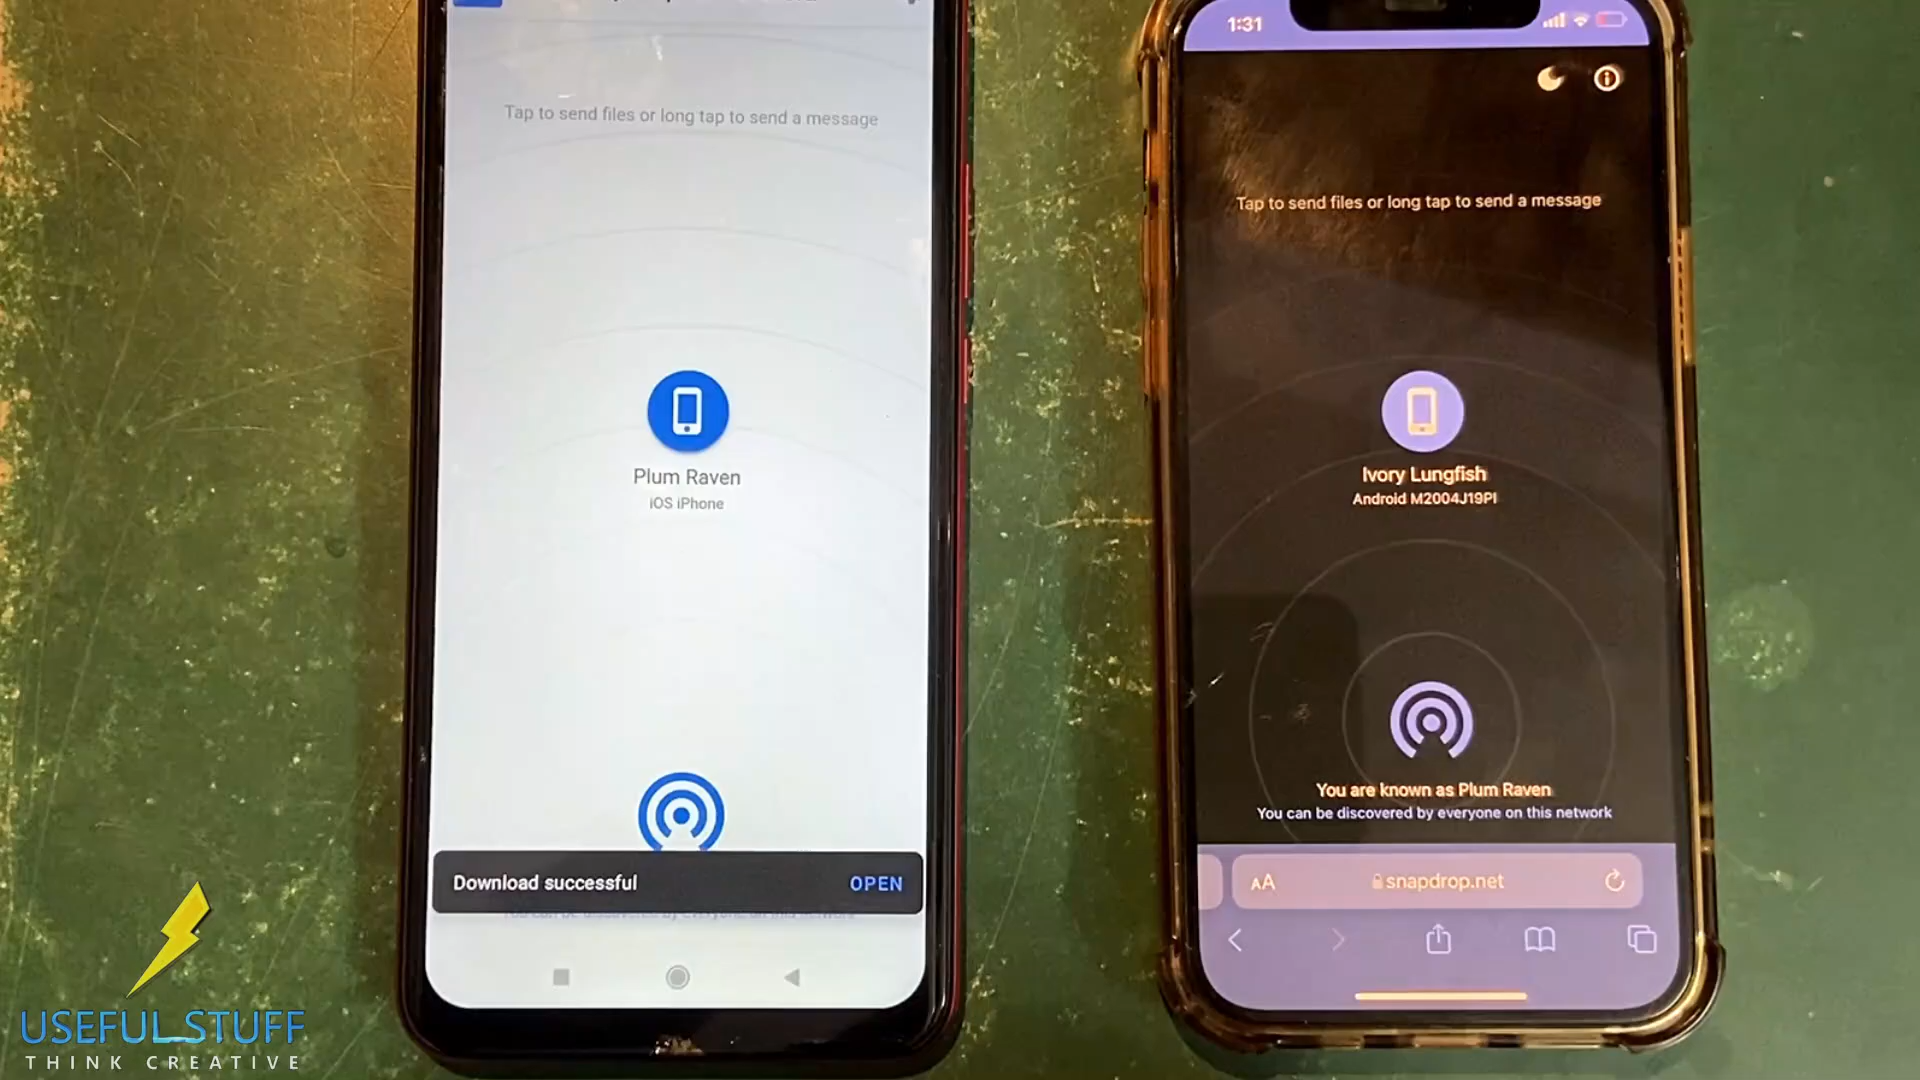 Tap to send files or long tap to send a message
Plum Raven
iOS iPhone
Download successful
OPEN
1:31
Tap to send files or long tap to send a message
Ivory Lungfish
Android M2004J19PI
You are known as Plum Raven
You can be discovered by everyone on this network
AA
snapdrop.net
USEFUL STUFF
THINK CREATIVE